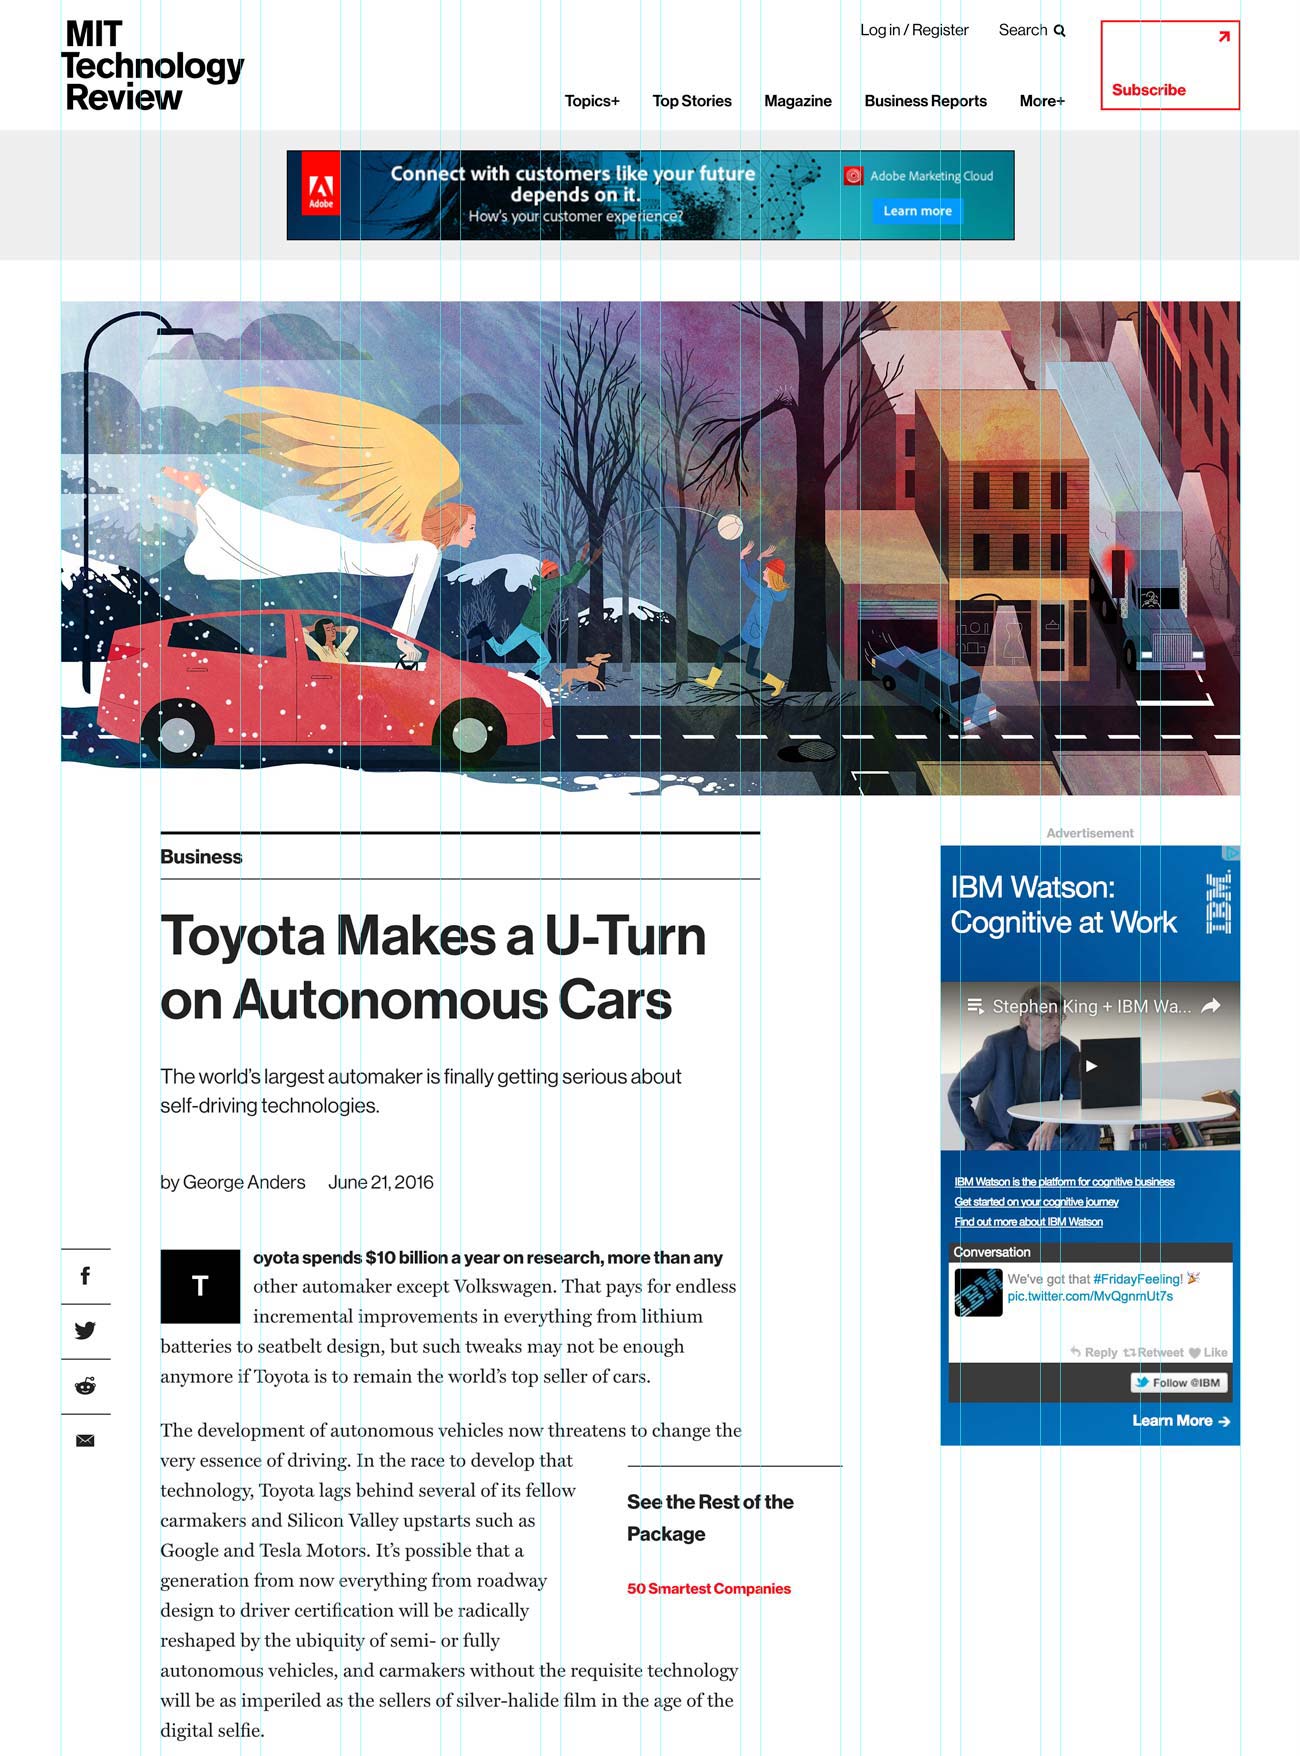 MIT
Technology
Review
Log in / Register
Search
Subscribe
Topics+
Top Stories
Magazine
Business Reports
More+
Adobe
Connect with customers like your future
depends on it.
How's your customer experience?
Adobe Marketing Cloud
Learn more
Business
Toyota Makes a U-Turn
on Autonomous Cars
The world's largest automaker is finally getting serious about
self-driving technologies.
by George Anders
June 21, 2016
T
oyota spends $10 billion a year on research, more than any
other automaker except Volkswagen. That pays for endless
incremental improvements in everything from lithium
batteries to seatbelt design, but such tweaks may not be enough
anymore if Toyota is to remain the world's top seller of cars.
The development of autonomous vehicles now threatens to change the
very essence of driving. In the race to develop that
technology, Toyota lags behind several of its fellow
carmakers and Silicon Valley upstarts such as
Google and Tesla Motors. It's possible that a
generation from now everything from roadway
design to driver certification will be radically
reshaped by the ubiquity of semi- or fully
autonomous vehicles, and carmakers without the requisite technology
will be as imperiled as the sellers of silver-halide film in the age of the
digital selfie.
See the Rest of the
Package
50 Smartest Companies
Advertisement
IBM Watson:
Cognitive at Work
IBM.
Stephen King + IBM Wa...
IBM Watson is the platform for cognitive business
Get started on your cognitive journey
Find out more about IBM Watson
Conversation
IBM
We've got that #FridayFeeling!
pic.twitter.com/MvQgnmUt7s
Reply Retweet Like
Follow @IBM
Learn More